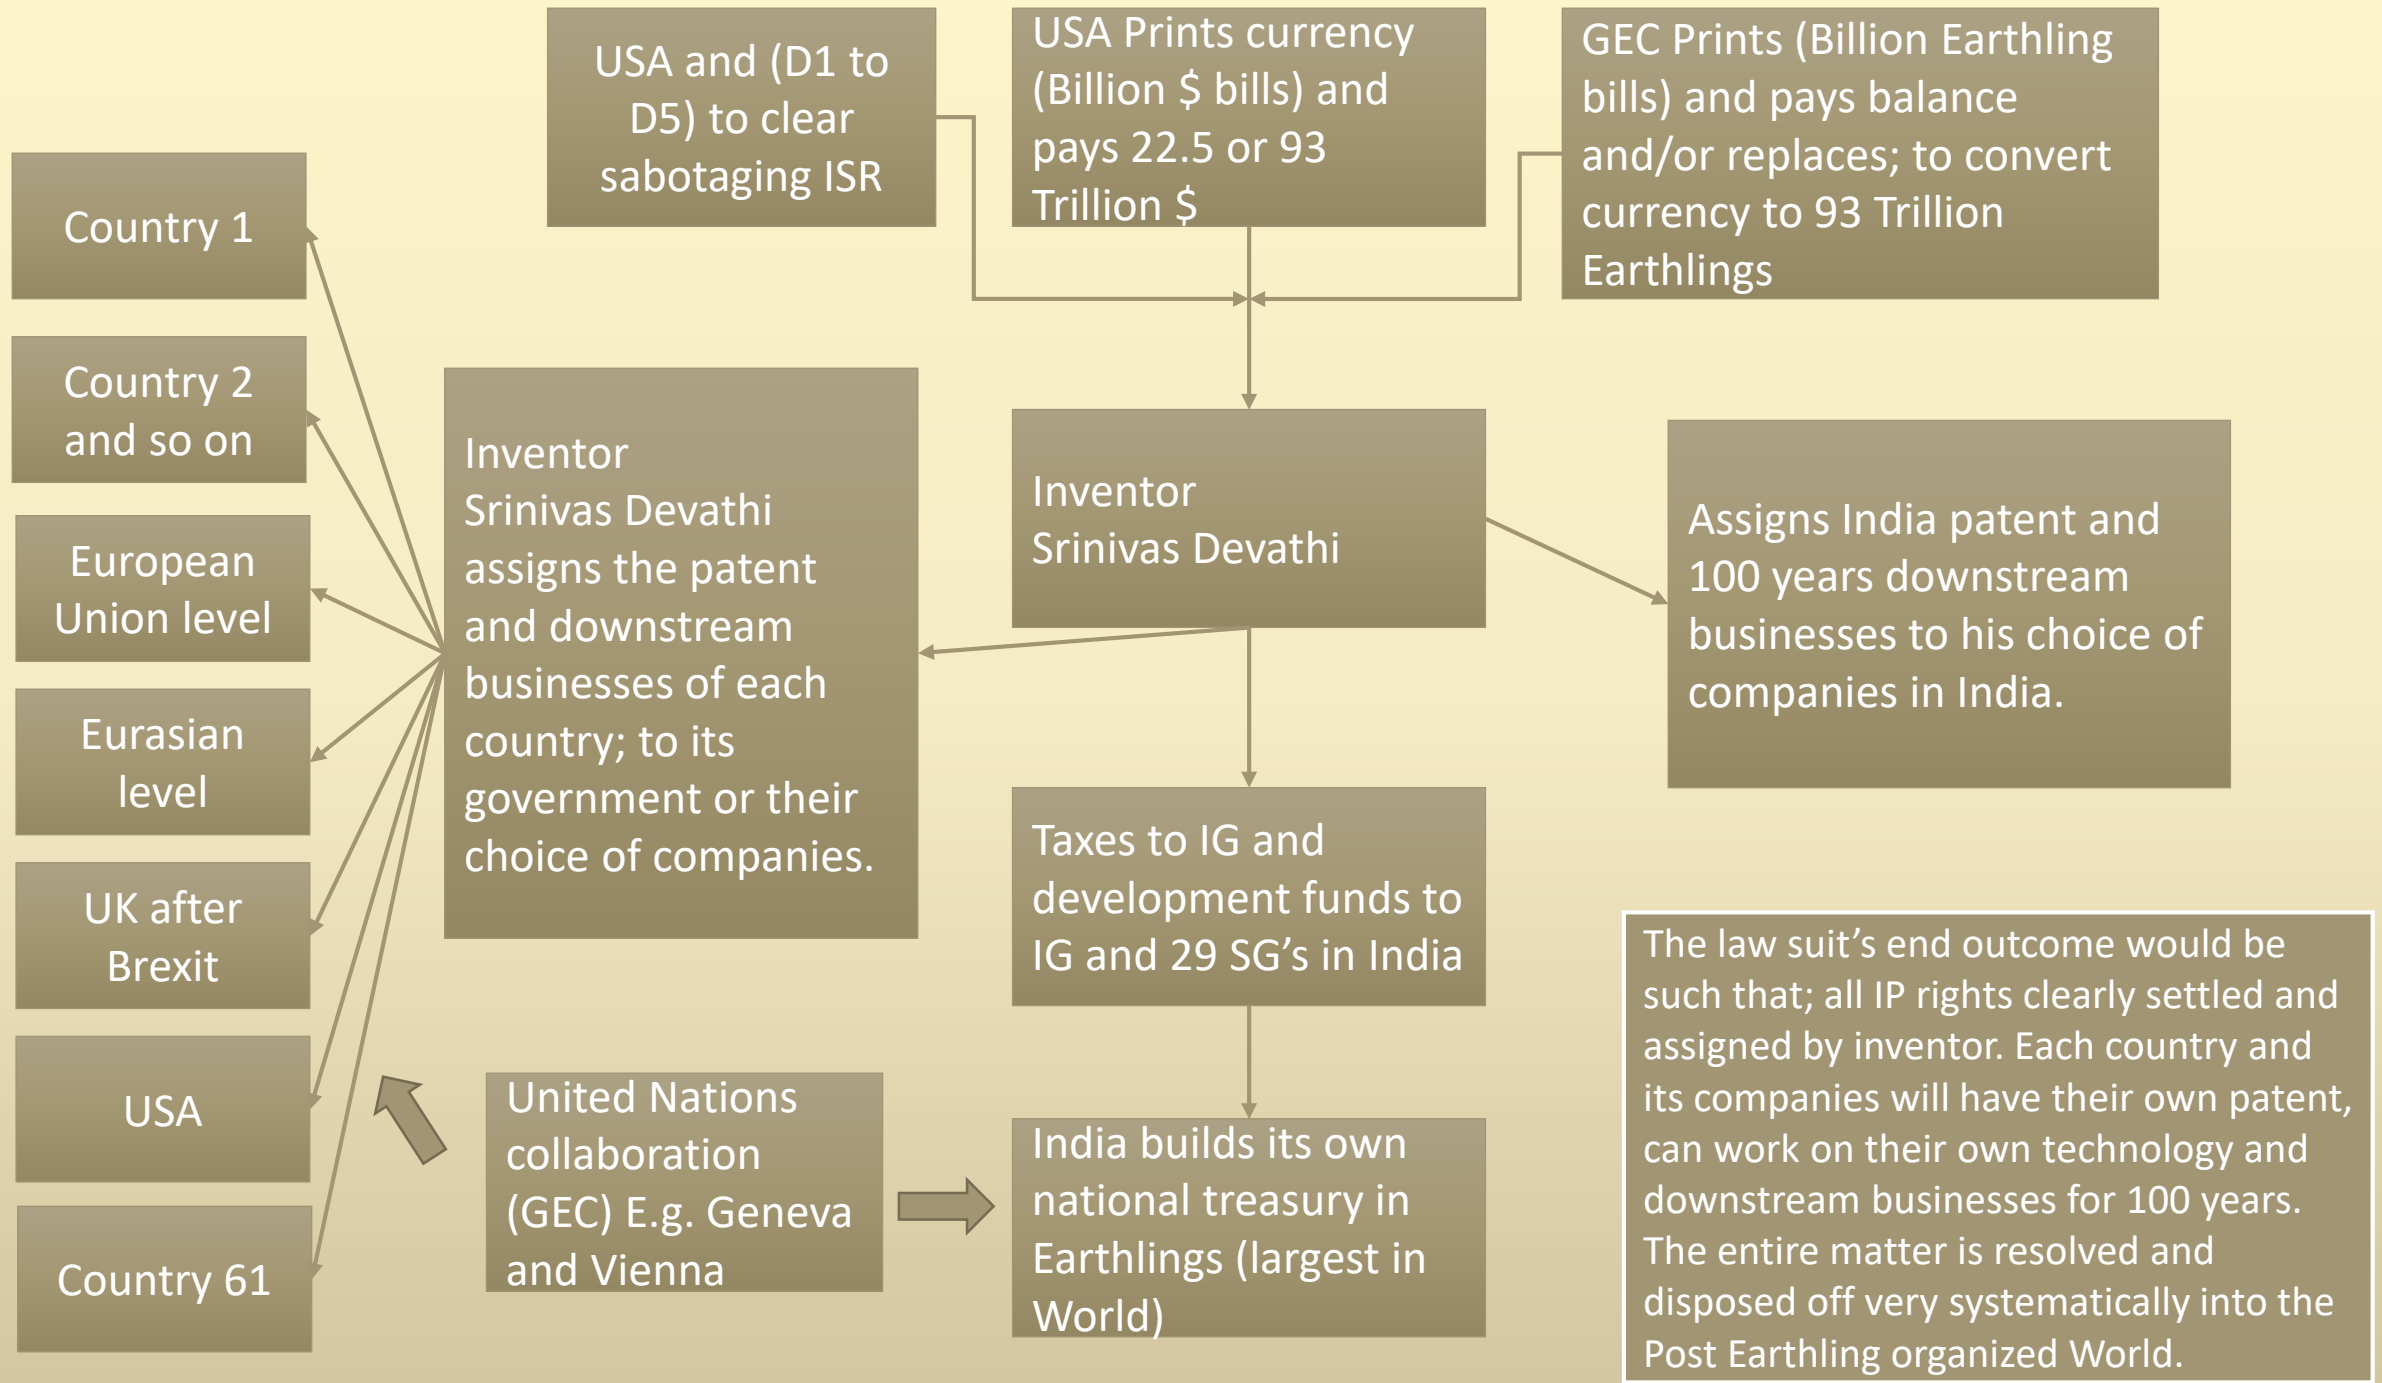 USA and (D1 to
D5) to clear
sabotaging ISR
USA Prints currency
(Billion $ bills) and
pays 22.5 or 93
Trillion $
GEC Prints (Billion Earthling
bills) and pays balance
and/or replaces; to convert
currency to 93 Trillion
Earthlings
Country 1
Country 2
and so on
European
Union level
Eurasian
level
UK after
Brexit
USA
Country 61
Inventor
Srinivas Devathi
assigns the patent
and downstream
businesses of each
country; to its
government or their
choice of companies.
Inventor
Srinivas Devathi
Assigns India patent and
100 years downstream
businesses to his choice of
companies in India.
Taxes to IG and
development funds to
IG and 29 SG’s in India
United Nations
collaboration
(GEC) E.g. Geneva
and Vienna
India builds its own
national treasury in
Earthlings (largest in
World)
The law suit’s end outcome would be
such that; all IP rights clearly settled and
assigned by inventor. Each country and
its companies will have their own patent,
can work on their own technology and
downstream businesses for 100 years.
The entire matter is resolved and
disposed off very systematically into the
Post Earthling organized World.